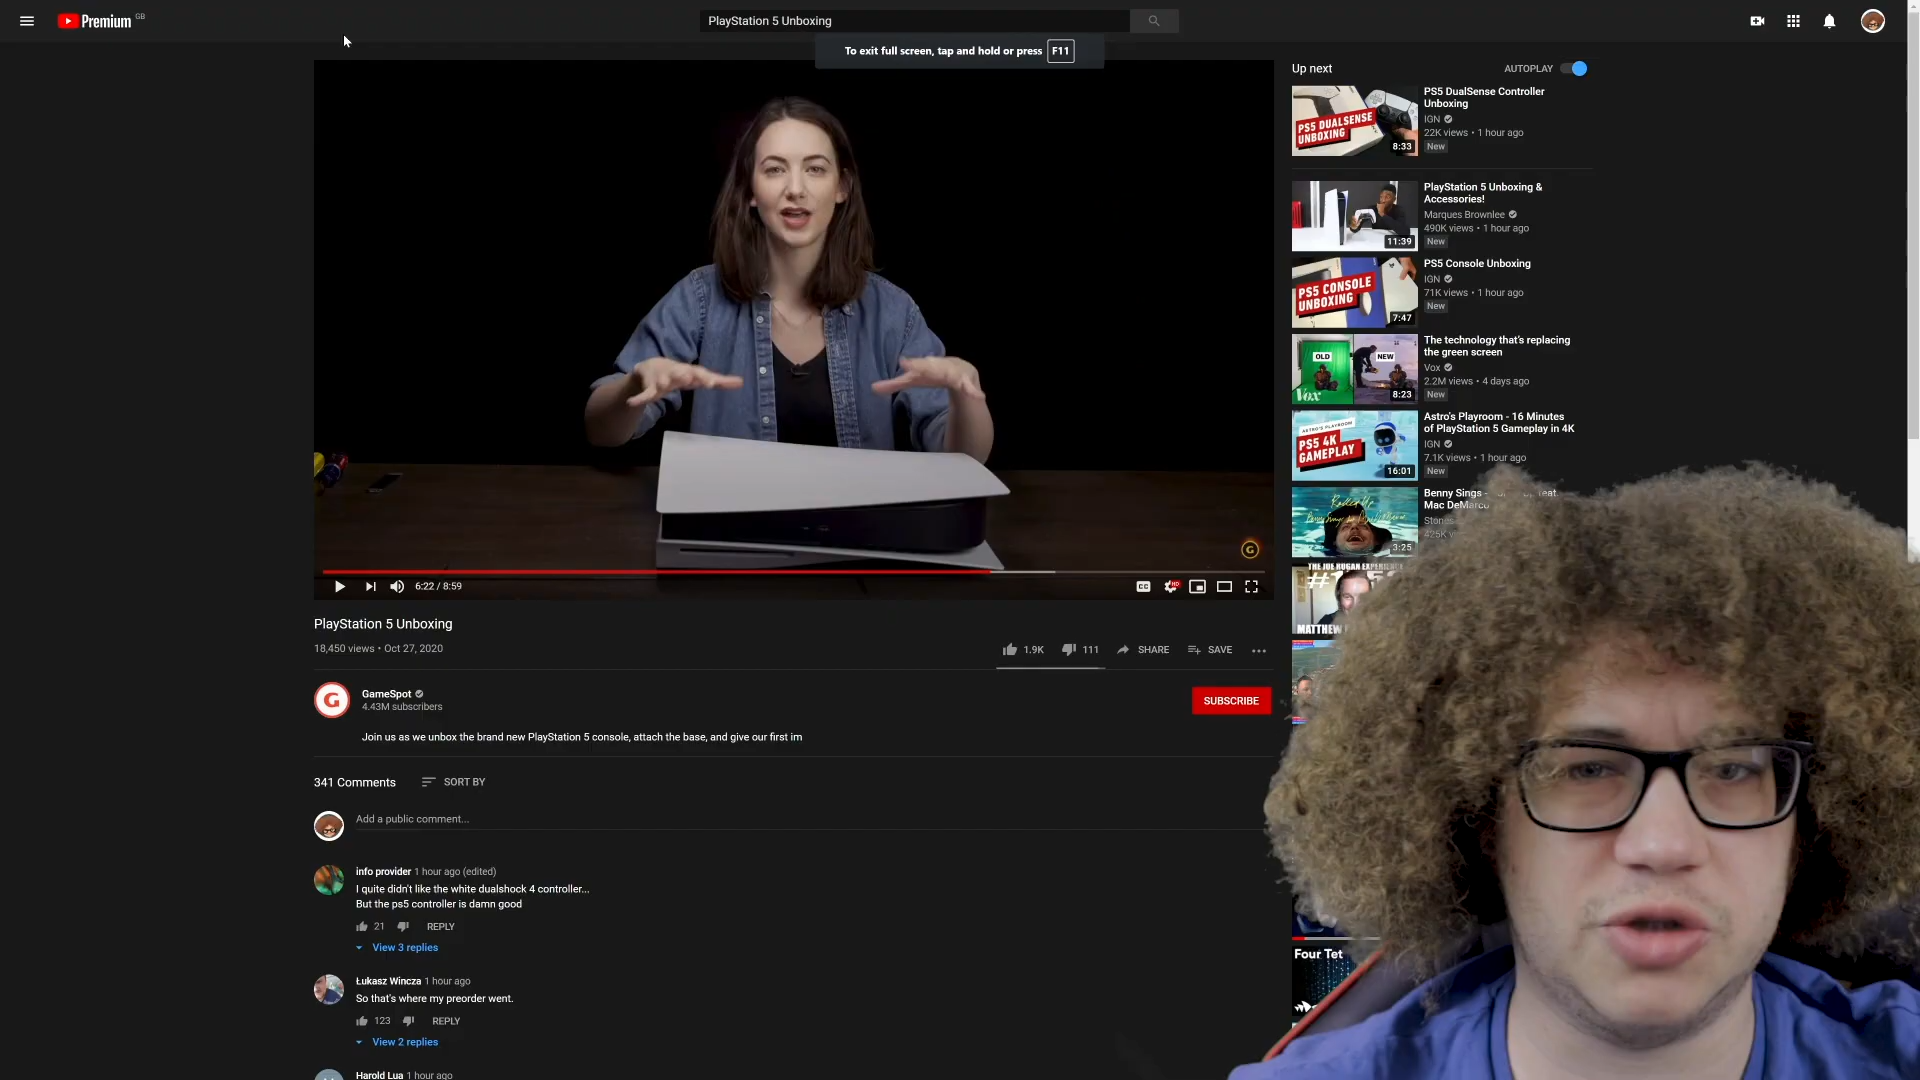 Premium GB
PlayStation 5 Unboxing
To exit full screen, tap and hold or press F11
Up next
AUTOPLAY
PS5 DUALSENSE
UNBOXING
8:33
PS5 DualSense Controller
Unboxing
IGN
22K views • 1 hour ago
New
11:39
PlayStation 5 Unboxing &
Accessories!
Marques Brownlee
490K views • 1 hour ago
New
PS5 CONSOLE
UNBOXING
7:47
PS5 Console Unboxing
IGN
71K views • 1 hour ago
New
OLD
NEW
Vox
8:23
The technology that's replacing
the green screen
Vox
2.2M views • 4 days ago
New
ASTRO'S PLAYROOM
PS5 4K
GAMEPLAY
16:01
Astro's Playroom - 16 Minutes
of PlayStation 5 Gameplay in 4K
IGN
7.1K views • 1 hour ago
New
3:25
Benny Sings -
Mac DeMarco
THE JOE ROGAN EXPERIENCE
MATTHEW
Four Tet
G
6:22 / 8:59
CC
HD
PlayStation 5 Unboxing
18,450 views • Oct 27, 2020
1.9K
111
SHARE
SAVE
G
GameSpot
4.43M subscribers
SUBSCRIBE
Join us as we unbox the brand new PlayStation 5 console, attach the base, and give our first im
341 Comments
SORT BY
Add a public comment...
info provider 1 hour ago (edited)
I quite didn't like the white dualshock 4 controller...
But the ps5 controller is damn good
21
REPLY
View 3 replies
Łukasz Wincza 1 hour ago
So that's where my preorder went.
123
REPLY
View 2 replies
Harold Lua 1 hour ago